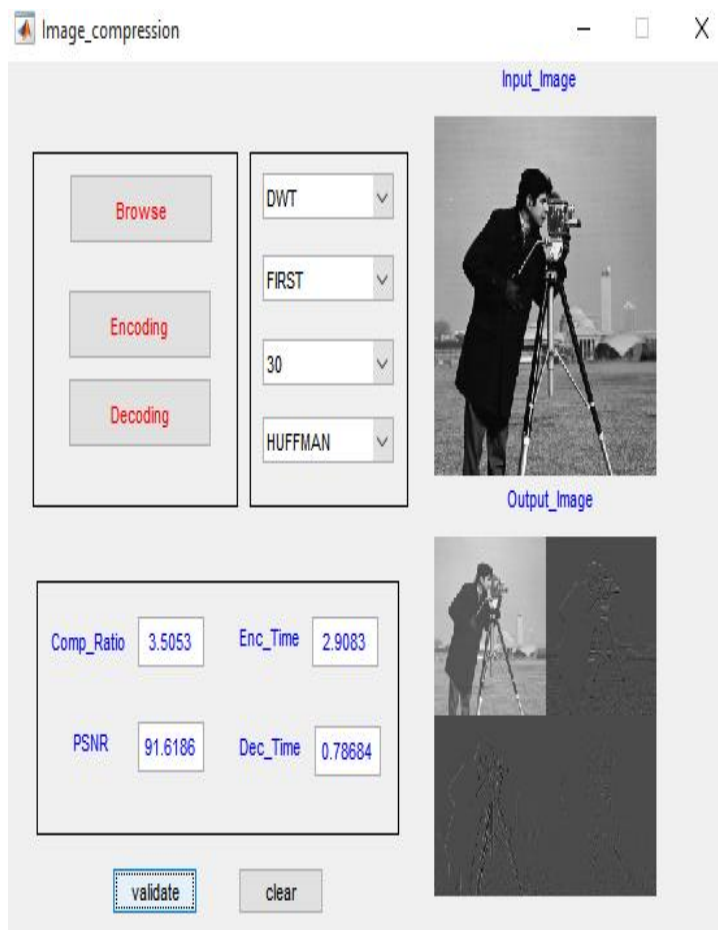 Image_compression
Input_Image
Browse
Encoding
Decoding
DWT
FIRST
30
HUFFMAN
Output_Image
Comp_Ratio 3.5053 Enc_Time 2.9083
PSNR 91.6186 Dec_Time 0.78684
validate clear